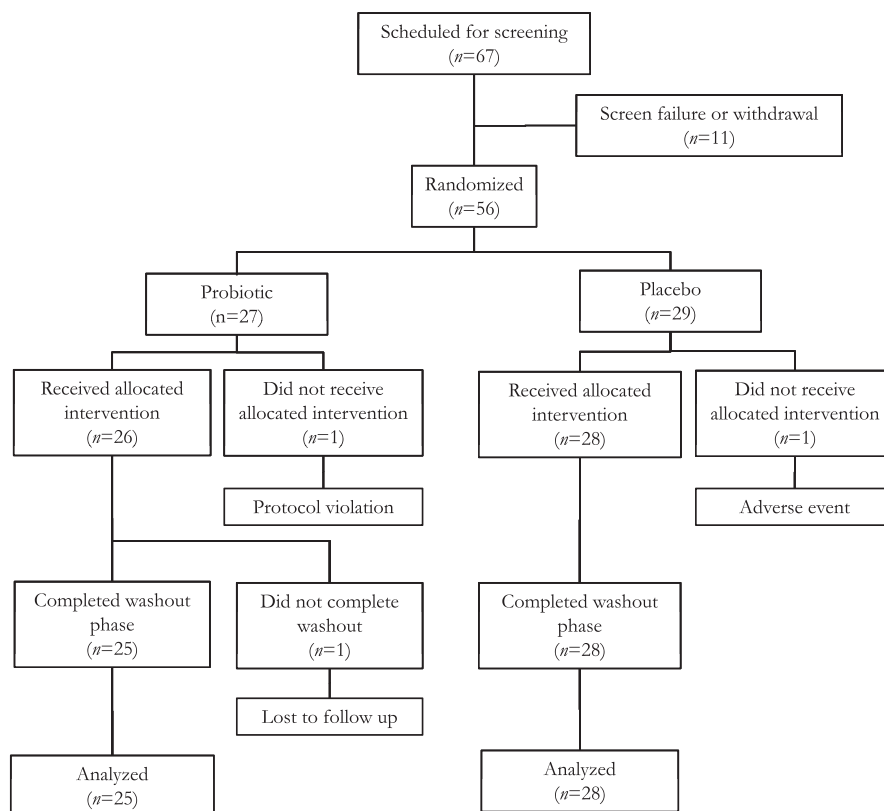 Scheduled for screening
(n=67)
Screen failure or withdrawal
(n=11)
Randomized
(n=56)
Probiotic
(n=27)
Placebo
(n=29)
Received allocated
intervention
(n=26)
Did not receive
allocated intervention
(n=1)
Received allocated
intervention
(n=28)
Did not receive
allocated intervention
(n=1)
Protocol violation
Adverse event
Completed washout
phase
(n=25)
Did not complete
washout
(n=1)
Completed washout
phase
(n=28)
Lost to follow up
Analyzed
(n=25)
Analyzed
(n=28)